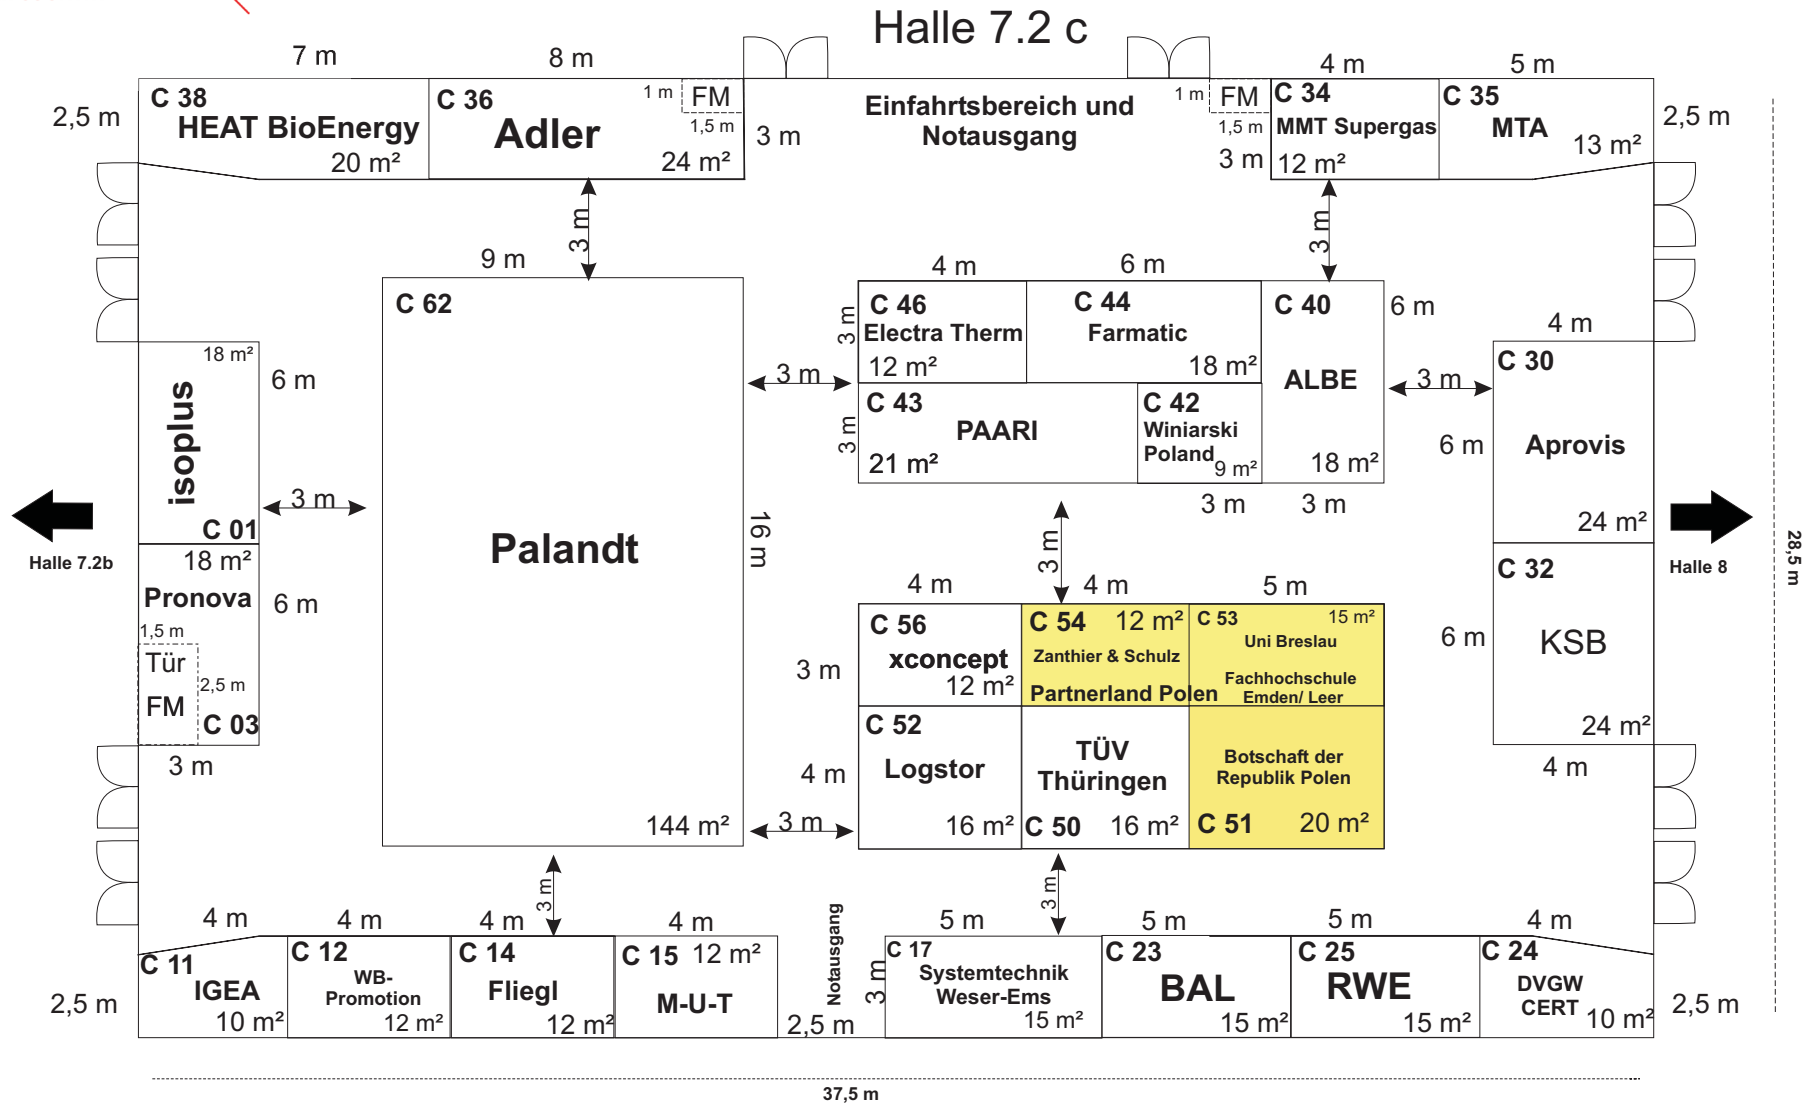 Halle 7.2 c
7 m
8 m
4 m
5 m
2,5 m
C 38
HEAT BioEnergy
20 m²
C 36
Adler
24 m²
1 m
FM
1,5 m
3 m
Einfahrtsbereich und
Notausgang
1 m
FM
1,5 m
3 m
C 34
MMT Supergas
12 m²
C 35
MTA
13 m²
2,5 m
3 m
3 m
9 m
C 62
Palandt
144 m²
16 m
4 m
6 m
3 m
C 46
Electra Therm
12 m²
C 44
Farmatic
18 m²
C 40
ALBE
18 m²
6 m
3 m
C 43
PAARI
21 m²
C 42
Winiarski
Poland
9 m²
3 m
3 m
3 m
3 m
4 m
C 30
Aprovis
24 m²
6 m
18 m²
isoplus
C 01
6 m
3 m
18 m²
Pronova
1,5 m
Tür
FM
2,5 m
C 03
6 m
3 m
Halle 7.2b
Halle 8
28,5 m
3 m
4 m
4 m
5 m
C 56
xconcept
12 m²
3 m
C 54
12 m²
Zanthier & Schulz
Partnerland Polen
C 53
15 m²
Uni Breslau
Fachhochschule
Emden/ Leer
C 52
Logstor
16 m²
4 m
TÜV
Thüringen
C 50
16 m²
Botschaft der
Republik Polen
C 51
20 m²
6 m
C 32
KSB
24 m²
4 m
3 m
3 m
3 m
4 m
4 m
4 m
4 m
5 m
5 m
5 m
4 m
2,5 m
C 11
IGEA
10 m²
C 12
WB-
Promotion
12 m²
C 14
Fliegl
12 m²
C 15
12 m²
M-U-T
Notausgang
2,5 m
3 m
C 17
Systemtechnik
Weser-Ems
15 m²
C 23
BAL
15 m²
C 25
RWE
15 m²
C 24
DVGW
CERT
10 m²
2,5 m
37,5 m